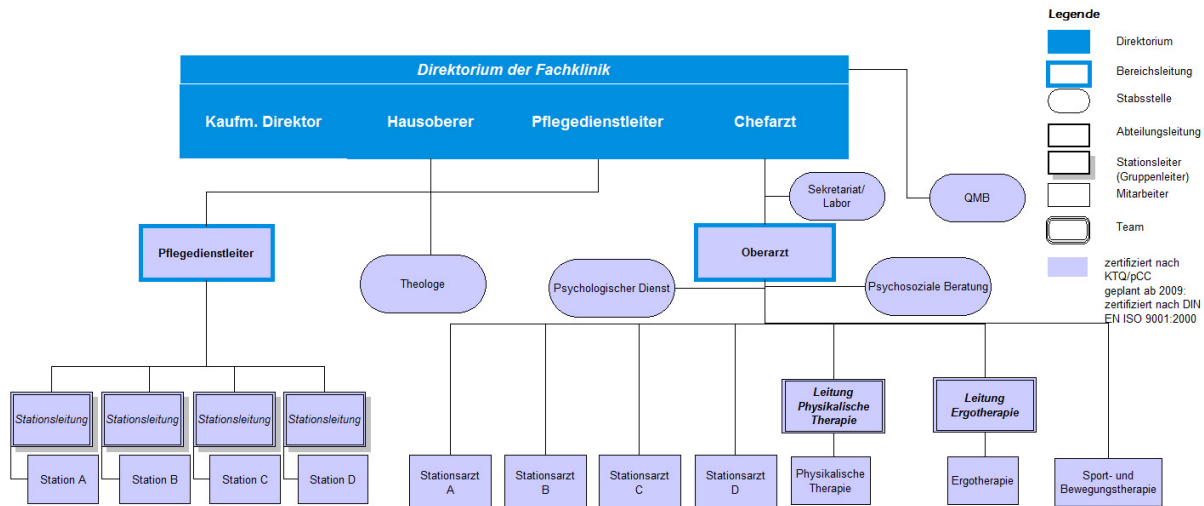 Legende
Direktorium
Bereichsleitung
Stabsstelle
Abteilungsleitung
Stationsleiter
(Gruppenleiter)
Mitarbeiter
Team
zertifiziert nach
KTQ/pCC
geplant ab 2009:
zertifiziert nach DIN
EN ISO 9001:2000
Direktorium der Fachklinik
Kaufm. Direktor
Hausoberer
Pflegedienstleiter
Chefarzt
Sekretariat/
Labor
QMB
Pflegedienstleiter
Oberarzt
Theologe
Psychologischer Dienst
Psychosoziale Beratung
Stationsleitung
Stationsleitung
Stationsleitung
Stationsleitung
Leitung
Physikalische
Therapie
Leitung
Ergotherapie
Station A
Station B
Station C
Station D
Stationsarzt
A
Stationsarzt
B
Stationsarzt
C
Stationsarzt
D
Physikalische
Therapie
Ergotherapie
Sport- und
Bewegungstherapie